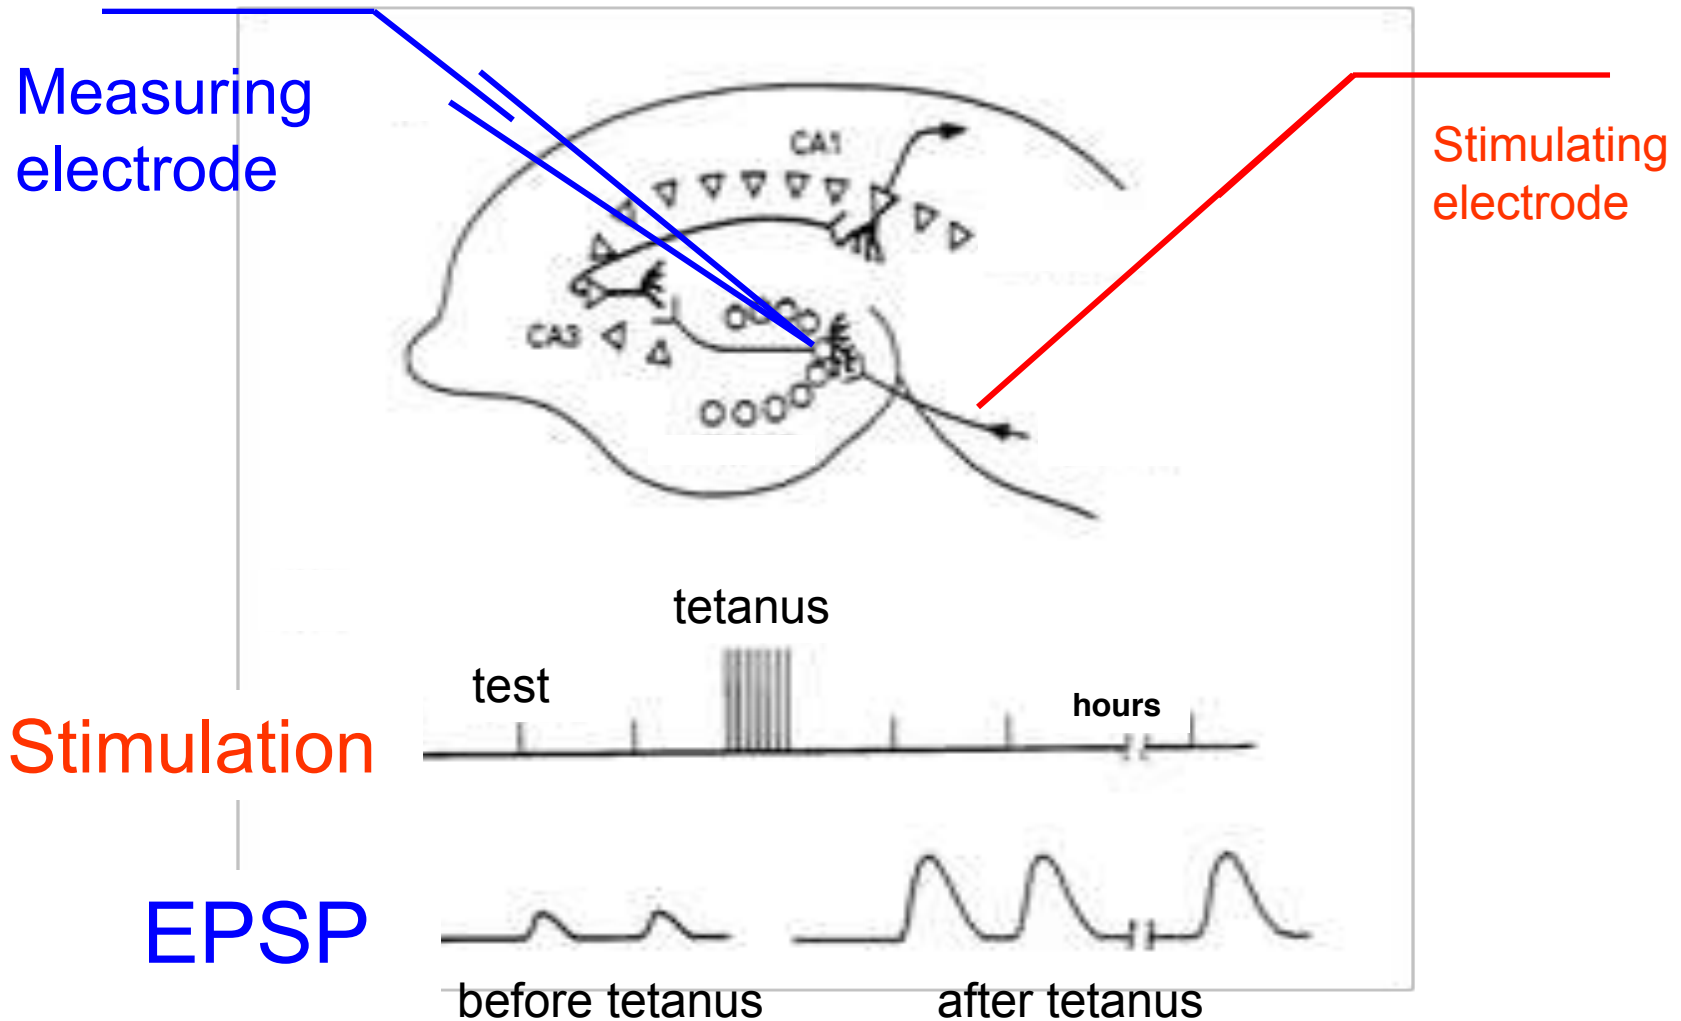 Measuring
electrode
Stimulating
electrode
CA1
CA3
tetanus
test
hours
Stimulation
EPSP
before tetanus
after tetanus